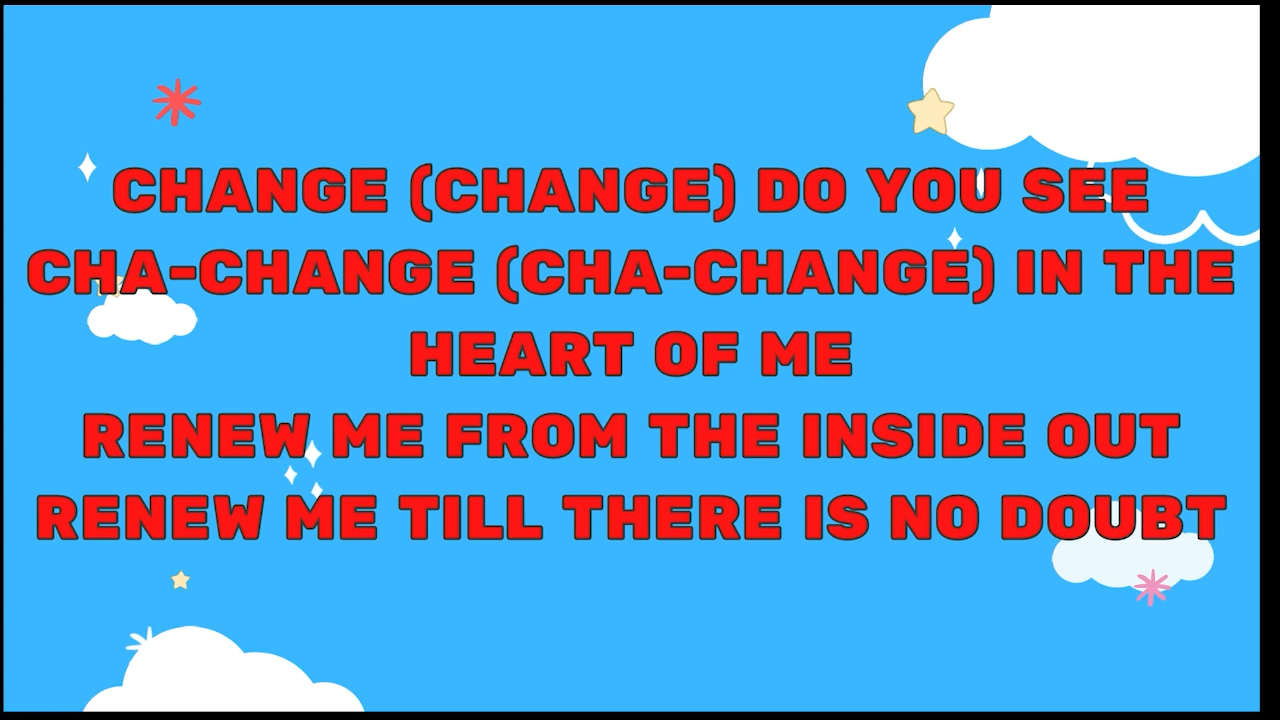 CHANGE (CHANGE) DO YOU SEE
CHA-CHANGE (CHA-CHANGE) IN THE
HEART OF ME
RENEW ME FROM THE INSIDE OUT
RENEW ME TILL THERE IS NO DOUBT